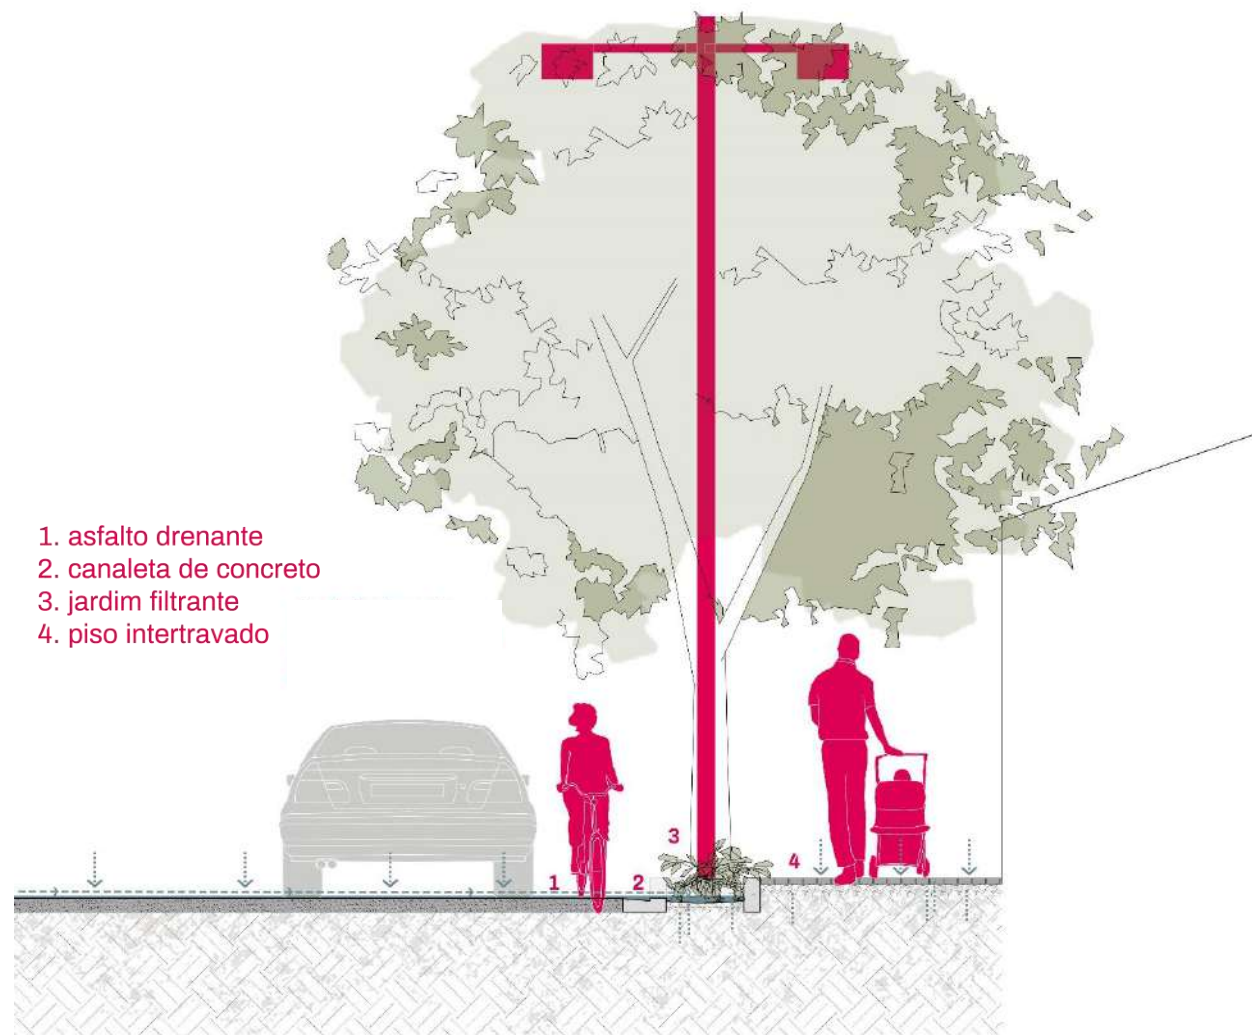 1. asfalto drenante
2. canaleta de concreto
3. jardim filtrante
4. piso intertravado
3
4
1
2